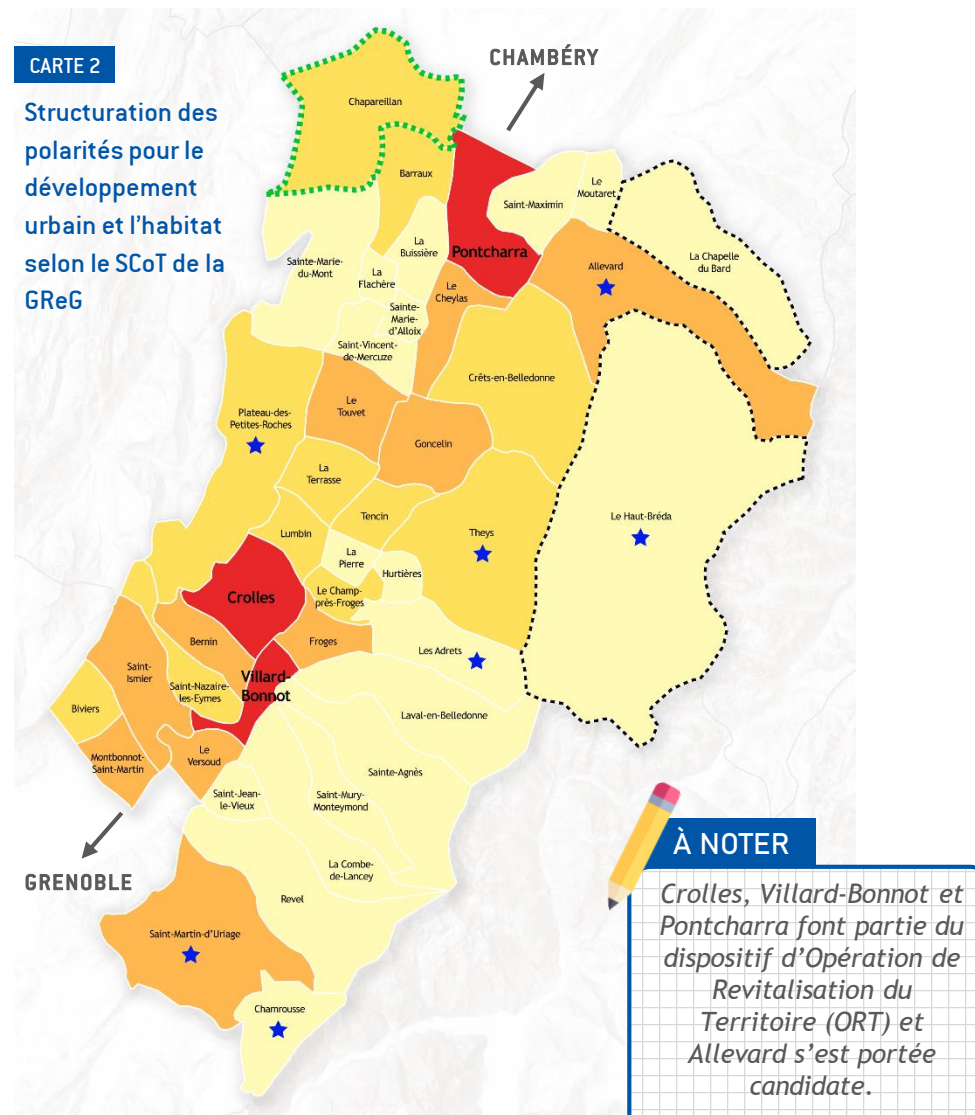 CARTE 2
Structuration des
polarités pour le
développement
urbain et l'habitat
selon le SCoT de la
GReG
CHAMBÉRY
Chapareillan
Barraux
Pontcharra
Saint-Maximin
Le
Moutaret
La Chapelle
du Bard
Allevard
Sainte-Marie-
du-Mont
La
Buissière
La
Flachère
Le
Cheylas
Sainte-
Marie-
d'Alloix
Saint-Vincent-
de-Mercuze
Crêts-en-Belledonne
Le
Touvet
Plateau-des-
Petites-Roches
Goncelin
La
Terrasse
Tencin
Theys
Le Haut-Bréda
Lumbin
La
Pierre
Hurtières
Crolles
Le Champ-
près-Froges
Bernin
Froges
Les Adrets
Saint-
Ismier
Saint-Nazaire-
les-Eymes
Villard-
Bonnot
Biviers
Laval-en-Belledonne
Montbonnot-
Saint-Martin
Le
Versoud
Sainte-Agnès
Saint-Jean-
le-Vieux
Saint-Mury-
Monteymond
La Combe-
de-Lancey
GRENOBLE
Revel
Saint-Martin-d'Uriage
Chamrousse
À NOTER
Crolles, Villard-Bonnot et
Pontcharra font partie du
dispositif d'Opération de
Revitalisation du
Territoire (ORT) et
Allevard s'est portée
candidate.